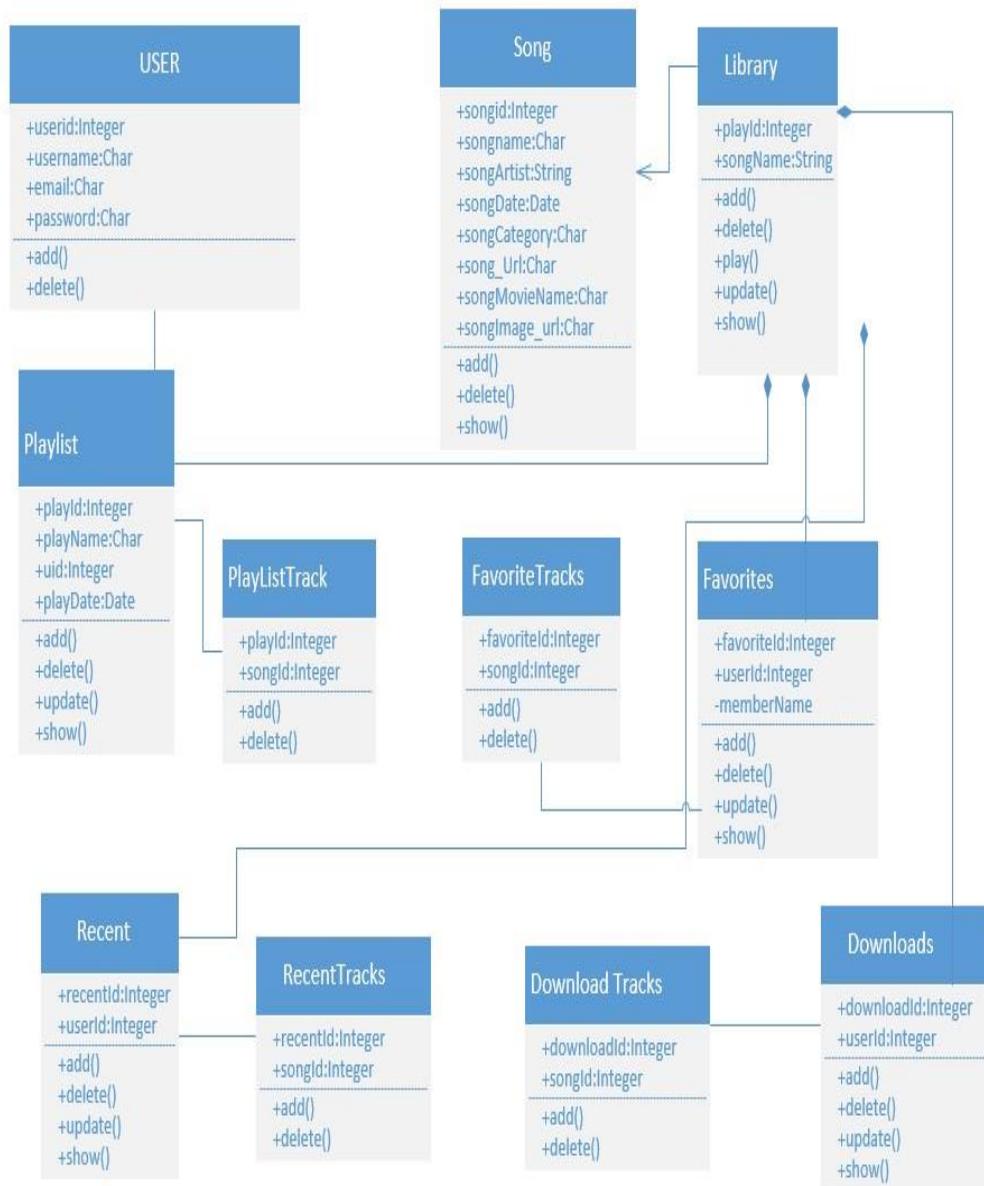 USER
+userid:Integer
+username:Char
+email:Char
+password:Char
+add()
+delete()
Song
+songid:Integer
+songname:Char
+songArtist:String
+songDate:Date
+songCategory:Char
+song_Url:Char
+songMovieName:Char
+songImage_url:Char
+add()
+delete()
+show()
Library
+playId:Integer
+songName:String
+add()
+delete()
+play()
+update()
+show()
Playlist
+playId:Integer
+playName:Char
+uid:Integer
+playDate:Date
+add()
+delete()
+update()
+show()
PlayListTrack
+playId:Integer
+songId:Integer
+add()
+delete()
FavoriteTracks
+favoriteId:Integer
+songId:Integer
+add()
+delete()
Favorites
+favoriteId:Integer
+userId:Integer
-memberName
+add()
+delete()
+update()
+show()
Recent
+recentId:Integer
+userId:Integer
+add()
+delete()
+update()
+show()
RecentTracks
+recentId:Integer
+songId:Integer
+add()
+delete()
Download Tracks
+downloadId:Integer
+songId:Integer
+add()
+delete()
Downloads
+downloadId:Integer
+userId:Integer
+add()
+delete()
+update()
+show()